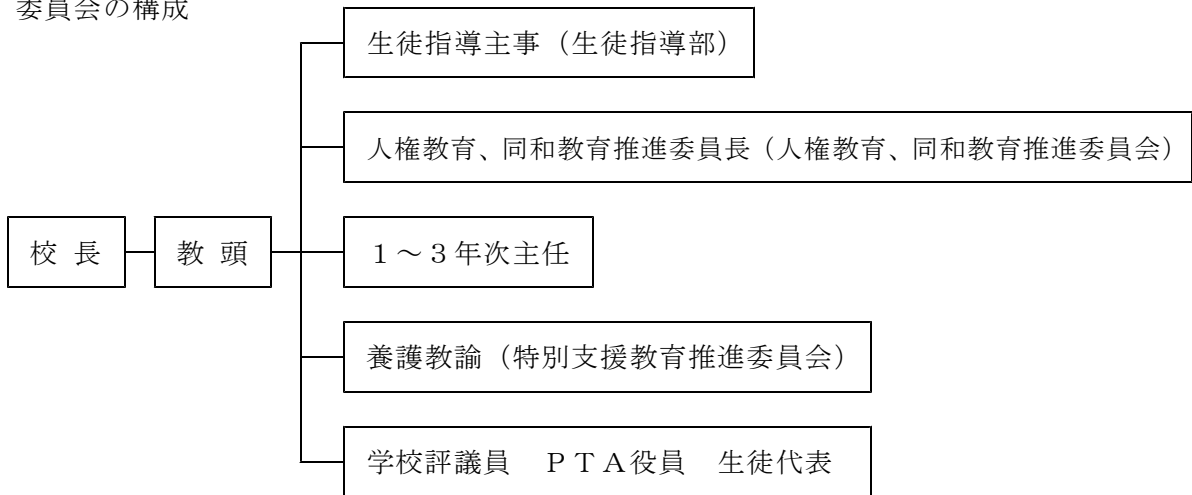 委員会の構成
生徒指導主事（生徒指導部）
人権教育、同和教育推進委員長（人権教育、同和教育推進委員会）
校 長
教 頭
１～３年次主任
養護教諭（特別支援教育推進委員会）
学校評議員　ＰＴＡ役員　生徒代表